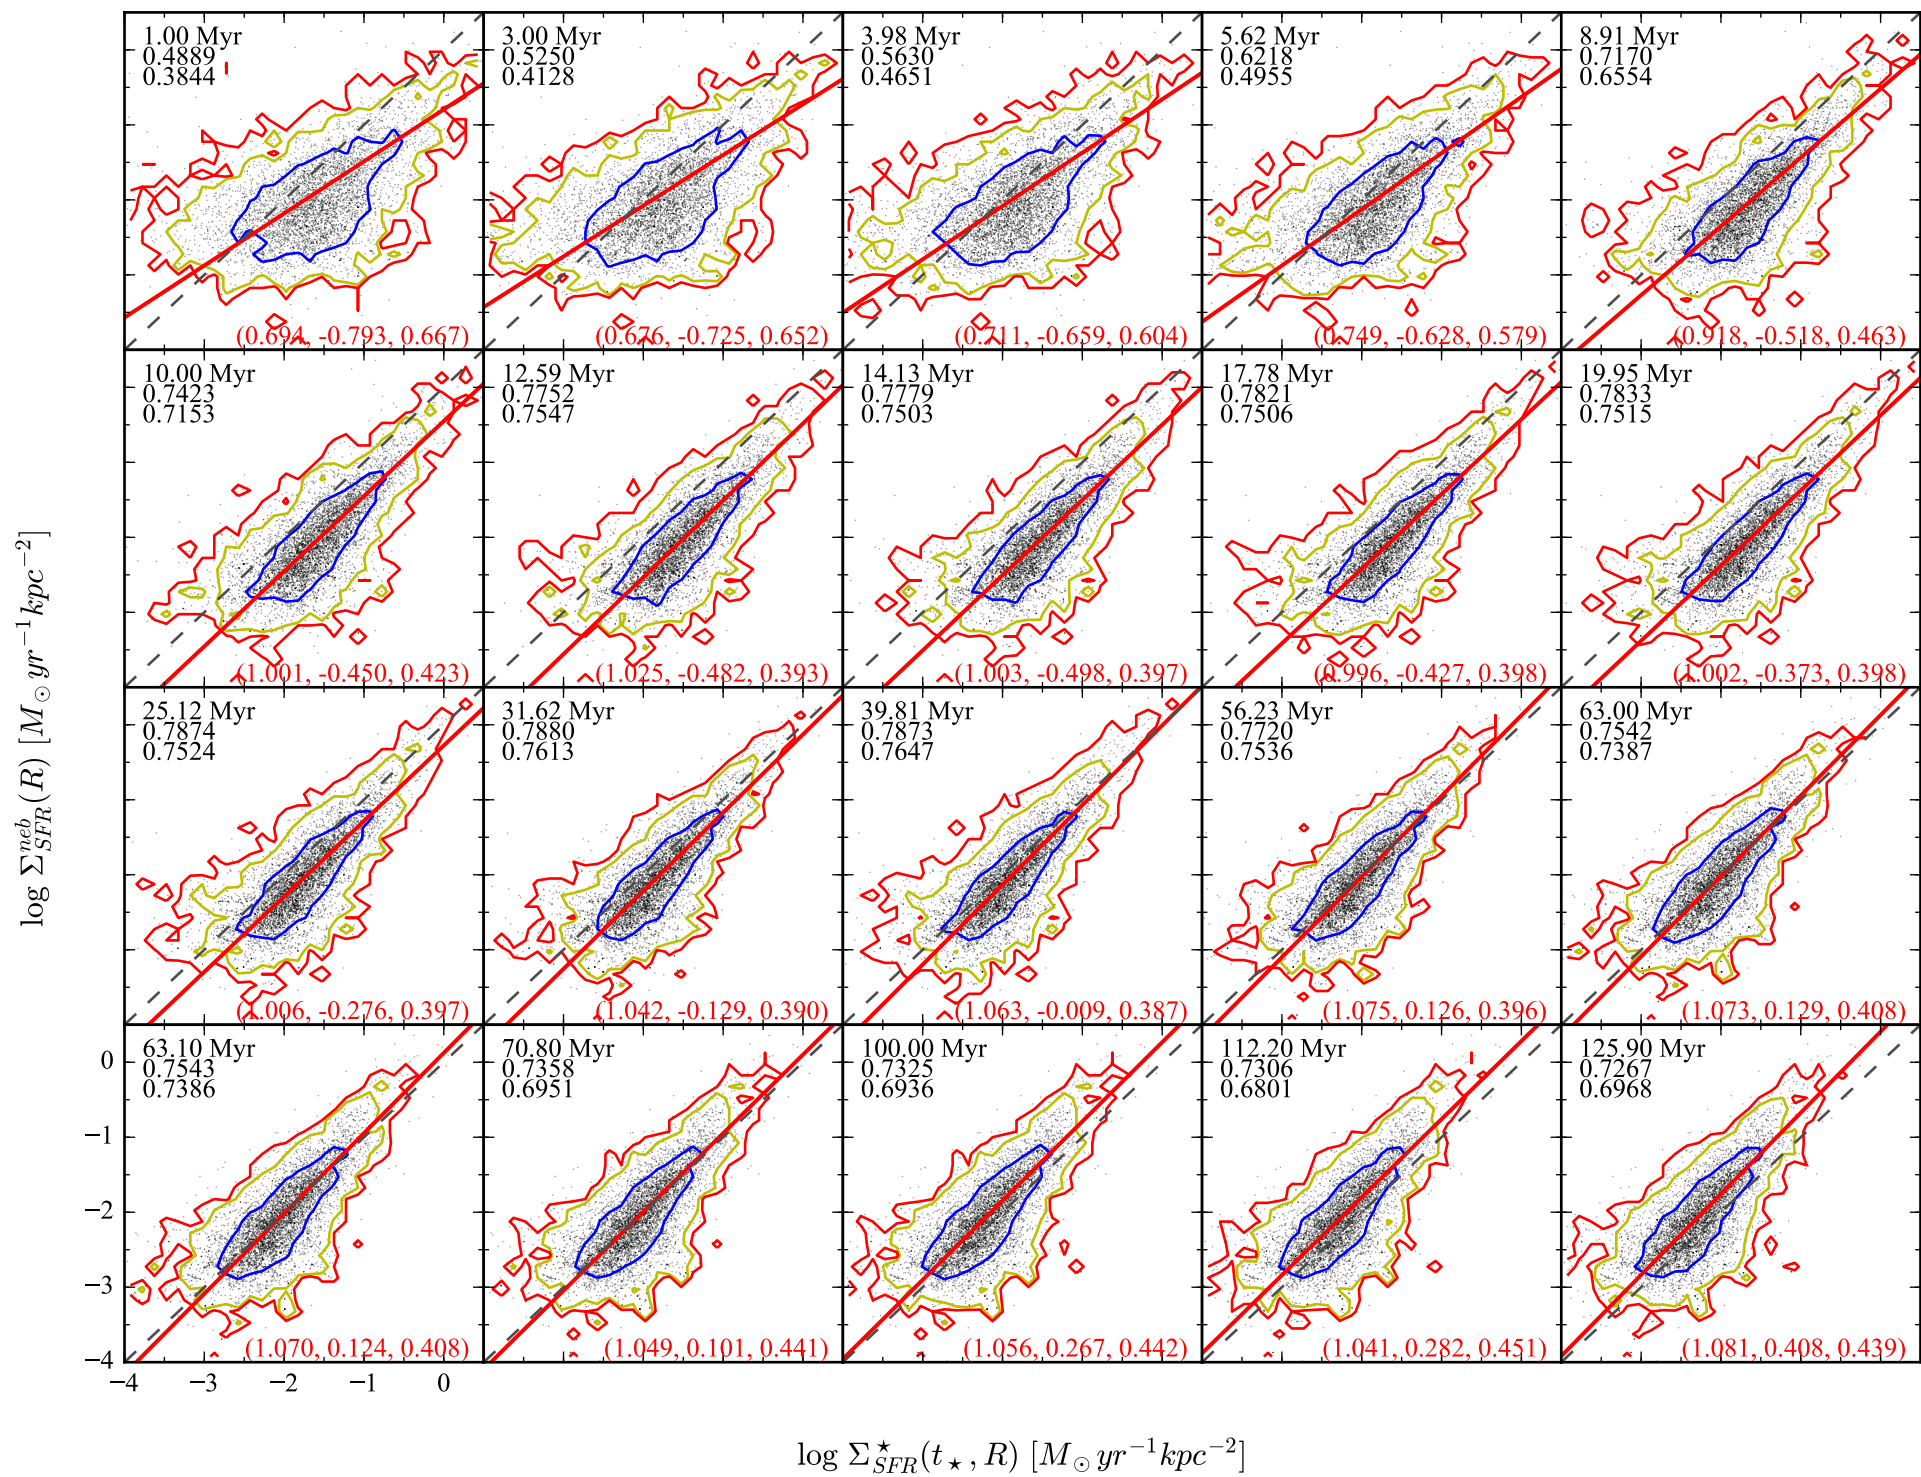 1.00 Myr
0.4889
0.3844
(0.694, -0.793, 0.667)
3.00 Myr
0.5250
0.4128
(0.676, -0.725, 0.652)
3.98 Myr
0.5630
0.4651
(0.711, -0.659, 0.604)
5.62 Myr
0.6218
0.4955
(0.749, -0.628, 0.579)
8.91 Myr
0.7170
0.6554
(0.918, -0.518, 0.463)
10.00 Myr
0.7423
0.7153
(1.001, -0.450, 0.423)
12.59 Myr
0.7752
0.7547
(1.025, -0.482, 0.393)
14.13 Myr
0.7779
0.7503
(1.003, -0.498, 0.397)
17.78 Myr
0.7821
0.7506
(0.996, -0.427, 0.398)
19.95 Myr
0.7833
0.7515
(1.002, -0.373, 0.398)
25.12 Myr
0.7874
0.7524
(1.006, -0.276, 0.397)
31.62 Myr
0.7880
0.7613
(1.042, -0.129, 0.390)
39.81 Myr
0.7873
0.7647
(1.063, -0.009, 0.387)
56.23 Myr
0.7720
0.7536
(1.075, 0.126, 0.396)
63.00 Myr
0.7542
0.7387
(1.073, 0.129, 0.408)
63.10 Myr
0.7543
0.7386
(1.070, 0.124, 0.408)
70.80 Myr
0.7358
0.6951
(1.049, 0.101, 0.441)
100.00 Myr
0.7325
0.6936
(1.056, 0.267, 0.442)
112.20 Myr
0.7306
0.6801
(1.041, 0.282, 0.451)
125.90 Myr
0.7267
0.6968
(1.081, 0.408, 0.439)
0
−1
−2
−3
−4
−4 −3 −2 −1 0
log Σ^{neb}_{SFR}(R) [M_⊙ yr^{−1} kpc^{−2}]
log Σ^⋆_{SFR}(t_⋆, R) [M_⊙ yr^{−1} kpc^{−2}]